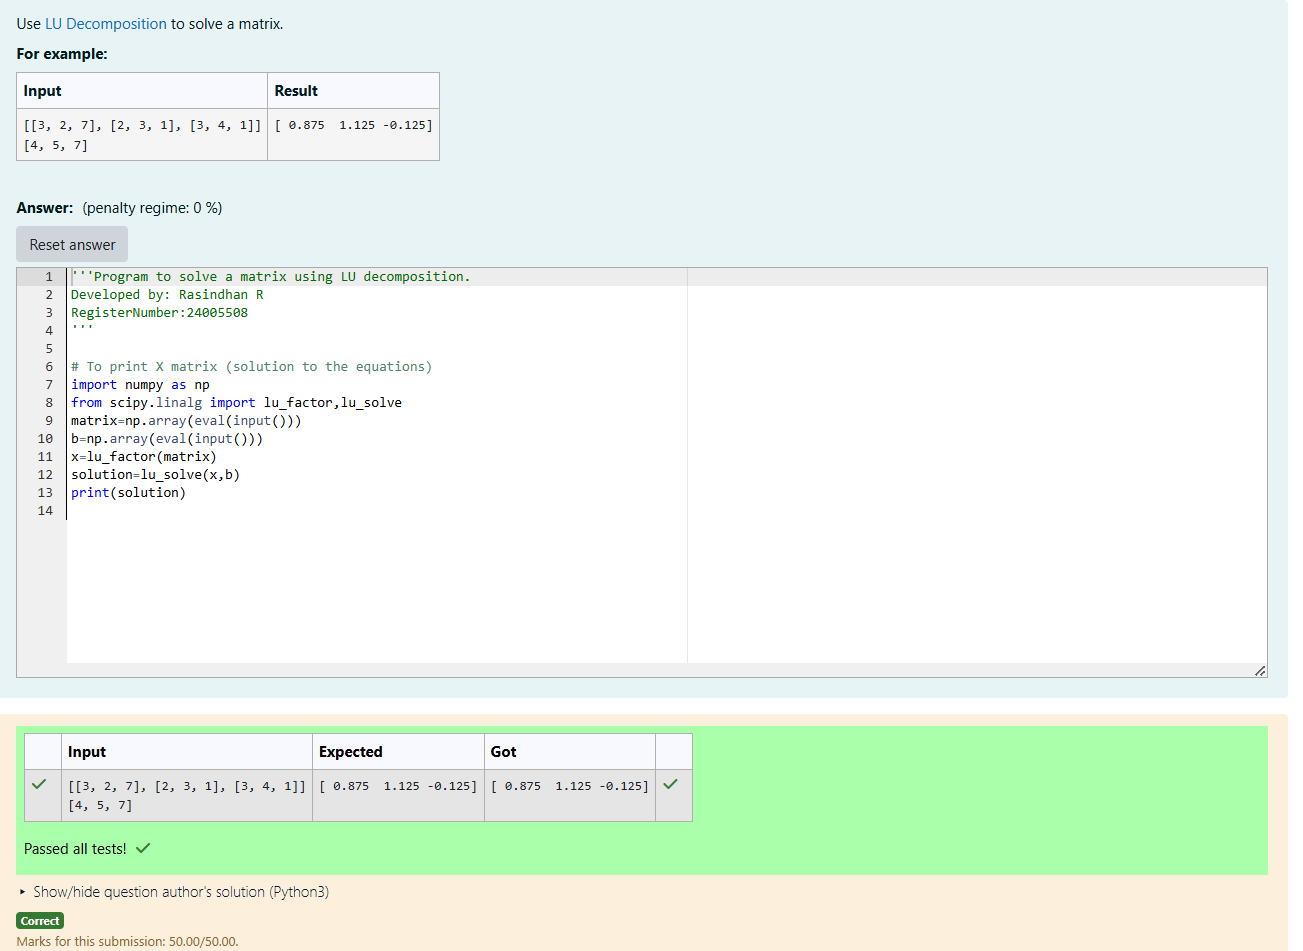 Use LU Decomposition to solve a matrix.
For example:
Input Result
[[3, 2, 7], [2, 3, 1], [3, 4, 1]] [ 0.875  1.125 -0.125]
[4, 5, 7]
Answer: (penalty regime: 0 %)
Reset answer
1 '''Program to solve a matrix using LU decomposition.
2 Developed by: Rasindhan R
3 RegisterNumber:24005508
4 '''
5
6 # To print X matrix (solution to the equations)
7 import numpy as np
8 from scipy.linalg import lu_factor,lu_solve
9 matrix=np.array(eval(input()))
10 b=np.array(eval(input()))
11 x=lu_factor(matrix)
12 solution=lu_solve(x,b)
13 print(solution)
14
Input Expected Got
[[3, 2, 7], [2, 3, 1], [3, 4, 1]] [ 0.875  1.125 -0.125] [ 0.875  1.125 -0.125]
[4, 5, 7]
Passed all tests!
Show/hide question author's solution (Python3)
Correct
Marks for this submission: 50.00/50.00.